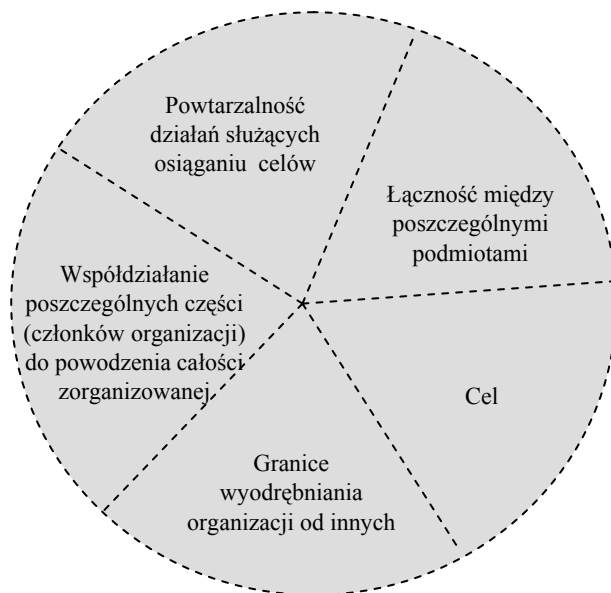 Powtarzalność
działań służących
osiąganiu celów
Łączność między
poszczególnymi
podmiotami
Współdziałanie
poszczególnych części
(członków organizacji)
do powodzenia całości
zorganizowanej
Cel
Granice
wyodrębniania
organizacji od innych